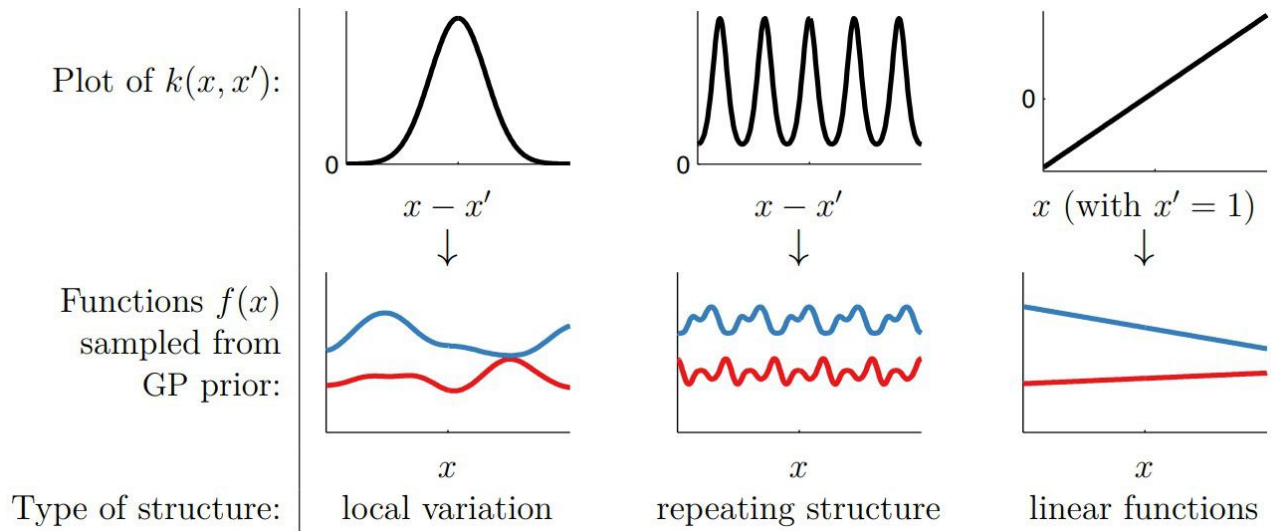 Plot of k(x, x′):
0
0
0
x − x′
x − x′
x (with x′ = 1)
↓
↓
↓
Functions f(x)
sampled from
GP prior:
x
x
x
Type of structure:
local variation
repeating structure
linear functions